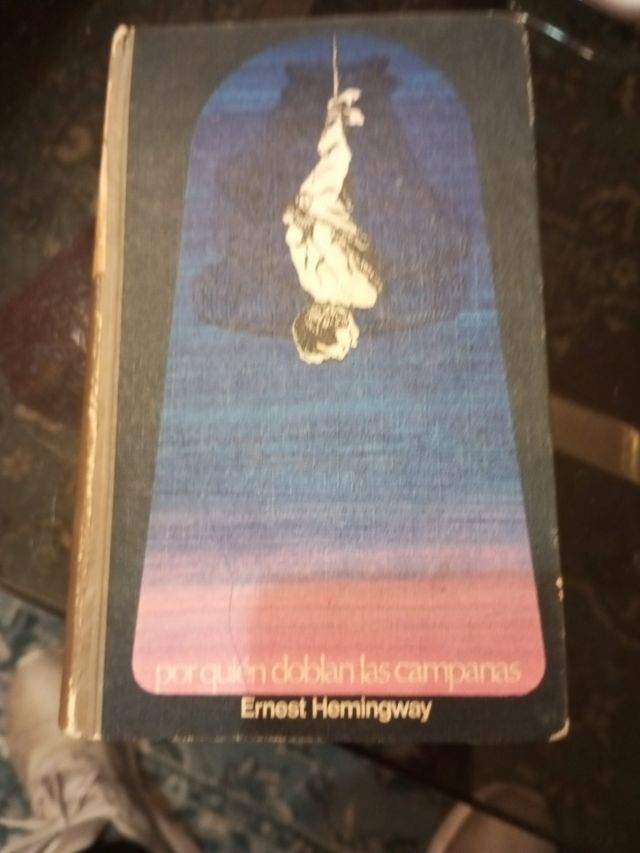 por quién doblan las campanas
Ernest Hemingway